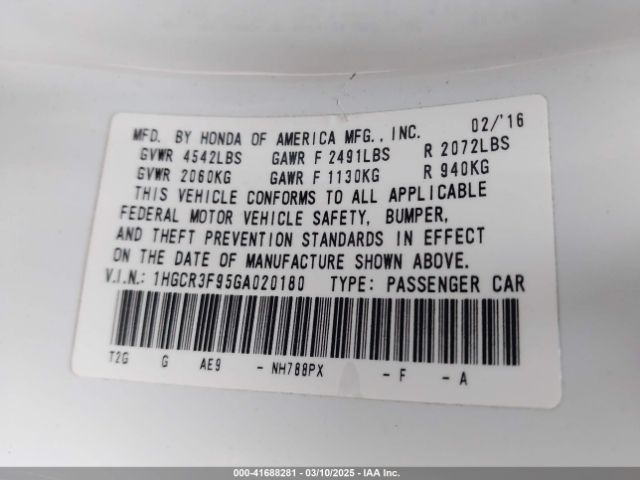 MFD. BY HONDA OF AMERICA MFG., INC. 02/'16
GVWR 4542LBS GAWR F 2491LBS R 2072LBS
GVWR 2060KG GAWR F 1130KG R 940KG
THIS VEHICLE CONFORMS TO ALL APPLICABLE
FEDERAL MOTOR VEHICLE SAFETY, BUMPER,
AND THEFT PREVENTION STANDARDS IN EFFECT
ON THE DATE OF MANUFACTURE SHOWN ABOVE.
V.I.N.: 1HGCR3F95GA020180 TYPE: PASSENGER CAR
T2G G AE9 - NH788PX - F - A
000-41688281 - 03/10/2025 - IAA Inc.